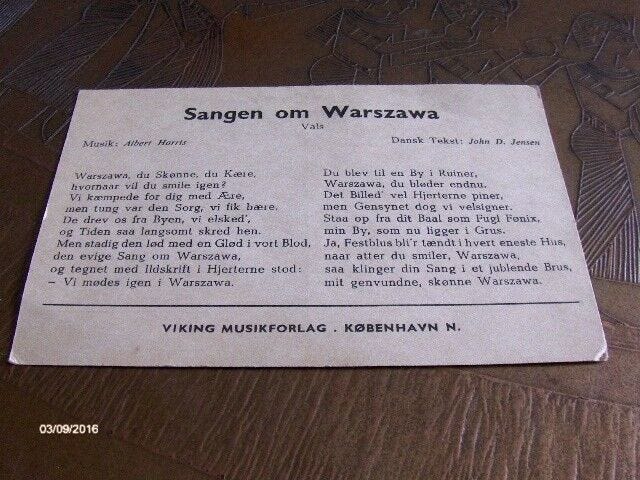 Sangen om Warszawa
Vals
Musik: Albert Harris
Dansk Tekst: John D. Jensen
Warszawa, du Skønne, du Kære,
hvornaar vil du smile igen?
Vi kæmpede for dig med Ære,
men tung var den Sorg, vi fik bære.
De drev os fra Byen, vi elsked',
og Tiden saa langsomt skred hen.
Men stadig den lød med en Glød i vort Blod,
den evige Sang om Warszawa,
og tegnet med Ildskrift i Hjerterne stod:
— Vi mødes igen i Warszawa.
Du blev til en By i Ruiner,
Warszawa, du bløder endnu.
Det Billed' vel Hjerterne piner,
men Gensynet dog vi velsigner.
Staa op fra dit Baal som Fugl Fønix,
min By, som nu ligger i Grus.
Ja, Festblus bli'r tændt i hvert eneste Hus,
naar atter du smiler, Warszawa,
saa klinger din Sang i et jublende Brus,
mit genvundne, skønne Warszawa.
VIKING MUSIKFORLAG . KØBENHAVN N.
03/09/2016